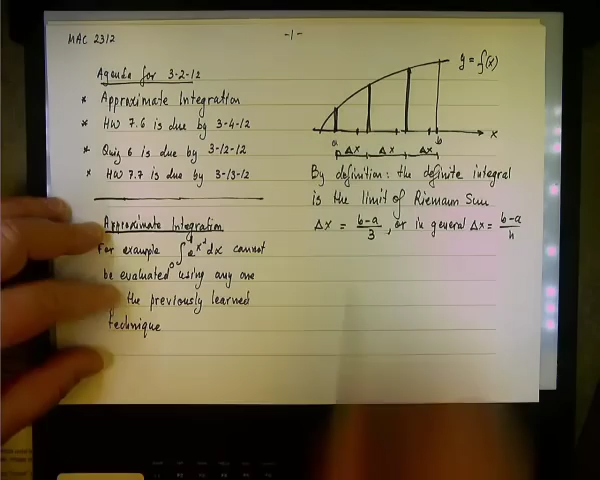 MAC 2312
-1-
Agenda for 3-2-12
* Approximate Integration
* HW 7.6 is due by 3-4-12
* Quiz 6 is due by 3-12-12
* HW 7.7 is due by 3-13-12
Approximate Integration
For example ∫₀¹ e^x² dx cannot
be evaluated using any one
the previously learned
technique
y = f(x)
x
a b
Δx Δx Δx
By definition: the definite integral
is the limit of Riemann Sum
Δx = (b-a)/3, or in general Δx = (b-a)/n